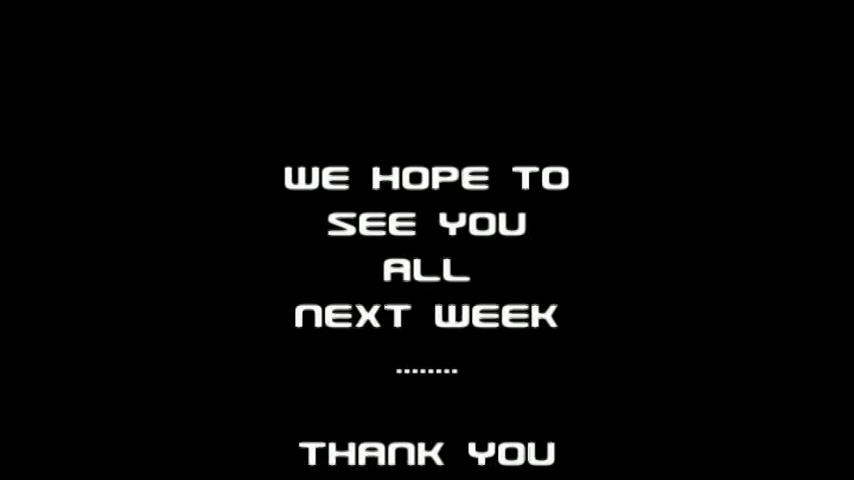 WE HOPE TO
SEE YOU
ALL
NEXT WEEK
........
THANK YOU